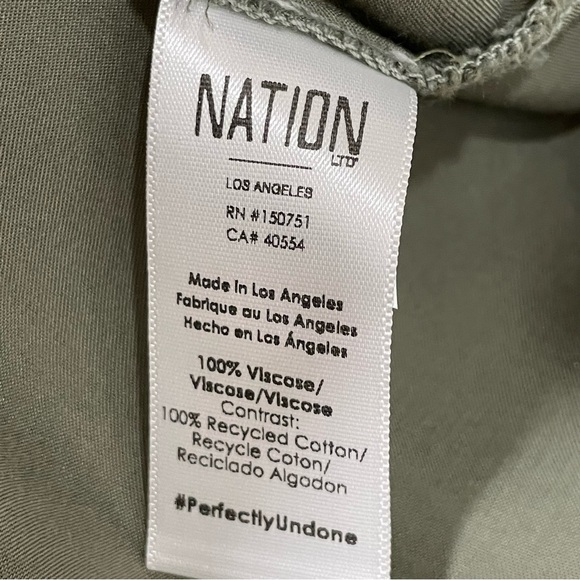 NATION
LTD
LOS ANGELES
RN #150751
CA# 40554
Made In Los Angeles
Fabrique au Los Angeles
Hecho en Los Ángeles
100% Viscose/
Viscose/Viscose
Contrast:
100% Recycled Cotton/
Recycle Coton/
Reciclado Algodon
#PerfectlyUndone